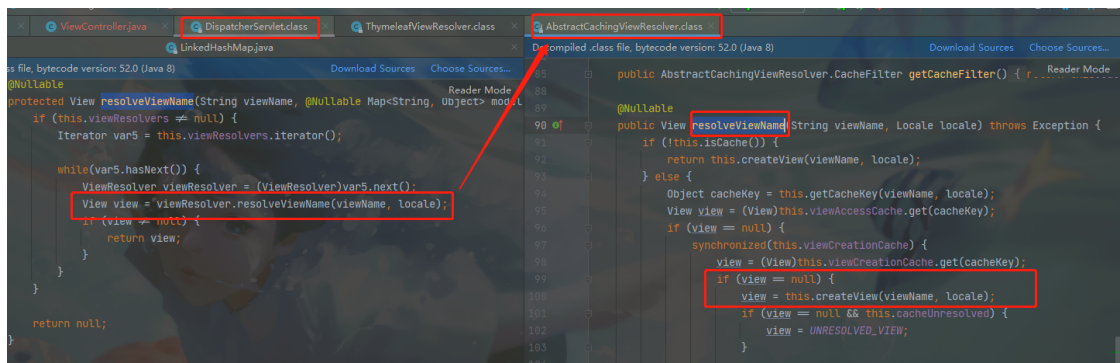 ViewController.java
DispatcherServlet.class
ThymeleafViewResolver.class
LinkedHashMap.java
ss file, bytecode version: 52.0 (Java 8) Download Sources Choose Sources...
Reader Mode
@Nullable
protected View resolveViewName(String viewName, @Nullable Map<String, Object> model
if (this.viewResolvers ≠ null) {
Iterator var5 = this.viewResolvers.iterator();
while(var5.hasNext()) {
ViewResolver viewResolver = (ViewResolver)var5.next();
View view = viewResolver.resolveViewName(viewName, locale);
if (view ≠ null) {
return view;
}
}
}
return null;
}
AbstractCachingViewResolver.class
Decompiled .class file, bytecode version: 52.0 (Java 8) Download Sources Choose Sources...
Reader Mode
85 public AbstractCachingViewResolver.CacheFilter getCacheFilter() {
88
89 @Nullable
90 public View resolveViewName(String viewName, Locale locale) throws Exception {
91 if (!this.isCache()) {
92 return this.createView(viewName, locale);
93 } else {
94 Object cacheKey = this.getCacheKey(viewName, locale);
95 View view = (View)this.viewAccessCache.get(cacheKey);
96 if (view == null) {
97 synchronized(this.viewCreationCache) {
98 view = (View)this.viewCreationCache.get(cacheKey);
99 if (view == null) {
100 view = this.createView(viewName, locale);
101 if (view == null && this.cacheUnresolved) {
102 view = UNRESOLVED_VIEW;
103 }